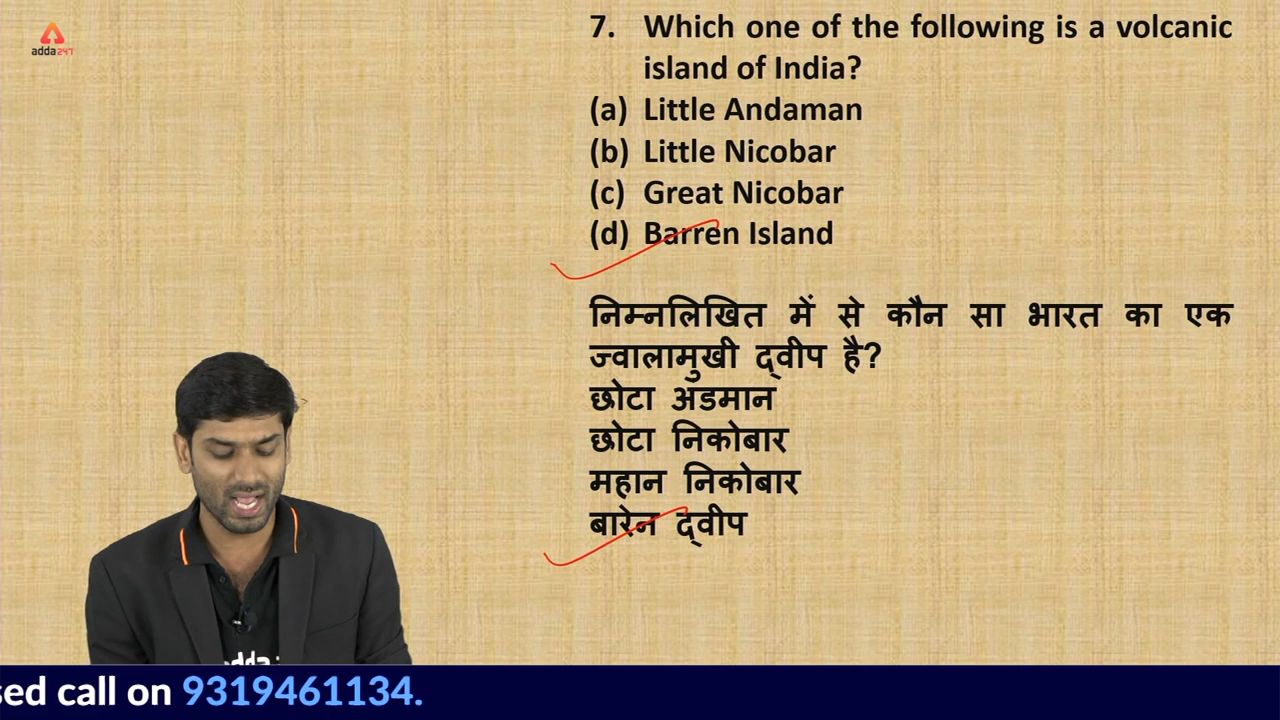 adda247
7. Which one of the following is a volcanic
island of India?
(a) Little Andaman
(b) Little Nicobar
(c) Great Nicobar
(d) Barren Island
निम्नलिखित में से कौन सा भारत का एक
ज्वालामुखी द्वीप है?
छोटा अंडमान
छोटा निकोबार
महान निकोबार
बारेन द्वीप
adda
sed call on 9319461134.